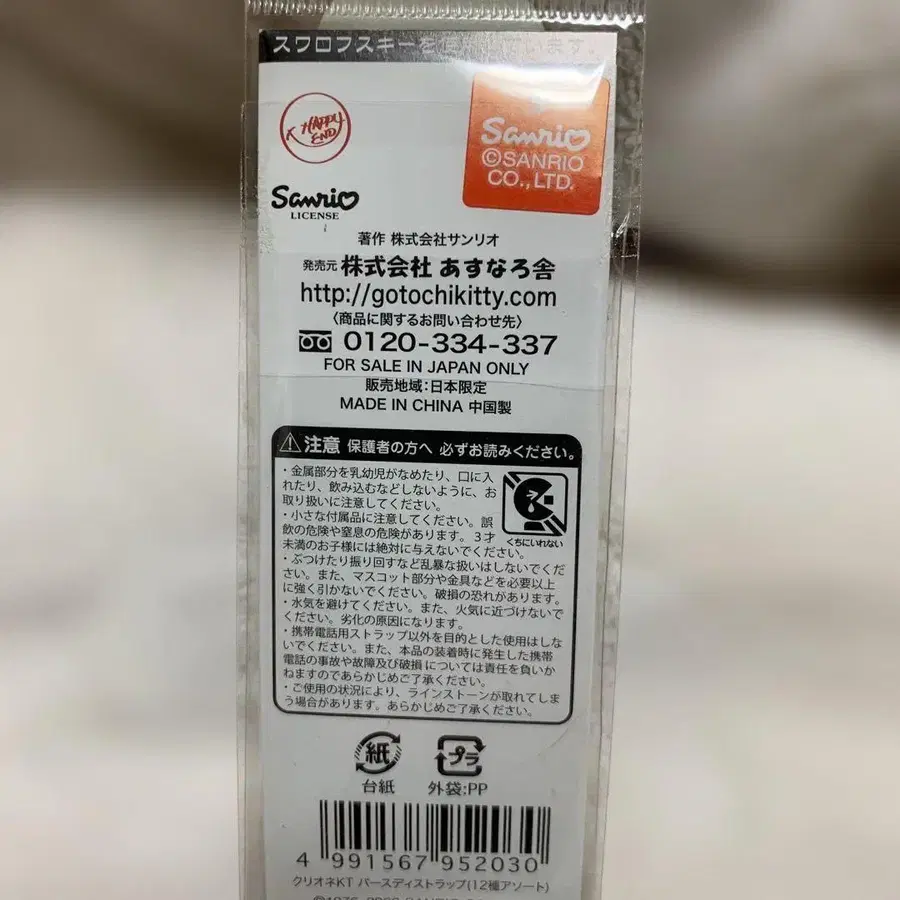 スワロフスキーを使用しています。
HAPPY
END
Sanrio
©SANRIO
CO., LTD.
Sanrio
LICENSE
著作 株式会社サンリオ
発売元 株式会社 あすなろ舎
http://gotochikitty.com
〈商品に関するお問い合わせ先〉
0120-334-337
FOR SALE IN JAPAN ONLY
販売地域:日本限定
MADE IN CHINA 中国製
注意 保護者の方へ 必ずお読みください。
・金属部分を乳幼児がなめたり、口に入
れたり、飲み込むなどしないように、お
取り扱いに注意してください。
・小さな付属品に注意してください。誤
飲の危険や窒息の危険があります。3才
未満のお子様には絶対に与えないでください。
くちにいれない
・ぶつけたり振り回すなど乱暴な扱いはしないでくだ
さい。また、マスコット部分や金具などを必要以上
に強く引かないでください。破損の恐れがあります。
・水気を避けてください。また、火気に近づけない
でください。劣化の原因になります。
・携帯電話用ストラップ以外を目的とした使用はしな
いでください。また、本品の装着時に発生した携帯
電話の事故や故障及び破損については責任を負いか
ねますのであらかじめご了承ください。
・ご使用の状況により、ラインストーンが取れてしま
う場合があります。あらかじめご了承ください。
紙 プラ
台紙 外袋:PP
4 991567 952030
クリオネKT バースディストラップ(12種アソート)